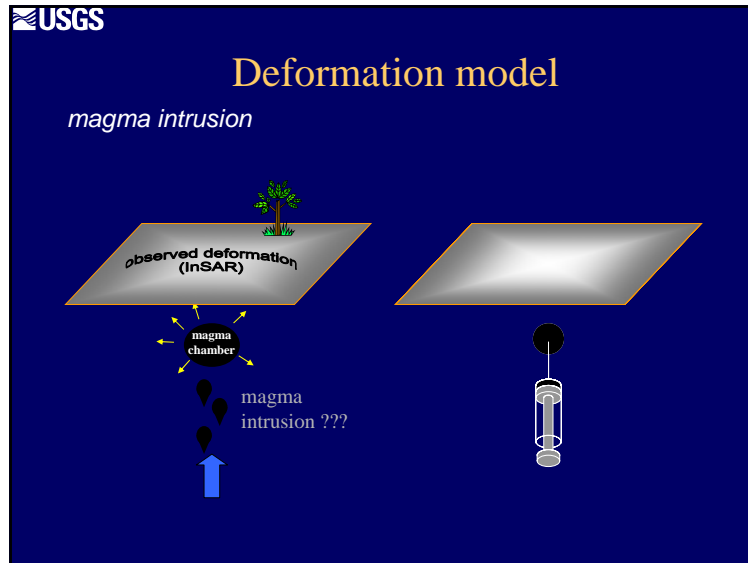 USGS
Deformation model
magma intrusion
observed deformation
(InSAR)
magma
chamber
magma
intrusion ???